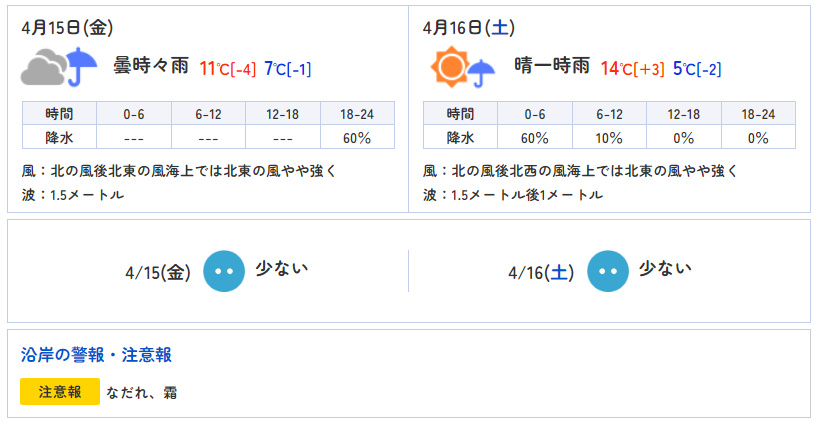 4月15日(金)
曇時々雨 11℃[-4] 7℃[-1]
時間 0-6 6-12 12-18 18-24
降水 --- --- --- 60%
風：北の風後北東の風海上では北東の風やや強く
波：1.5メートル
4月16日(土)
晴一時雨 14℃[+3] 5℃[-2]
時間 0-6 6-12 12-18 18-24
降水 60% 10% 0% 0%
風：北の風後北西の風海上では北東の風やや強く
波：1.5メートル後1メートル
4/15(金) 少ない
4/16(土) 少ない
沿岸の警報・注意報
注意報 なだれ、霜